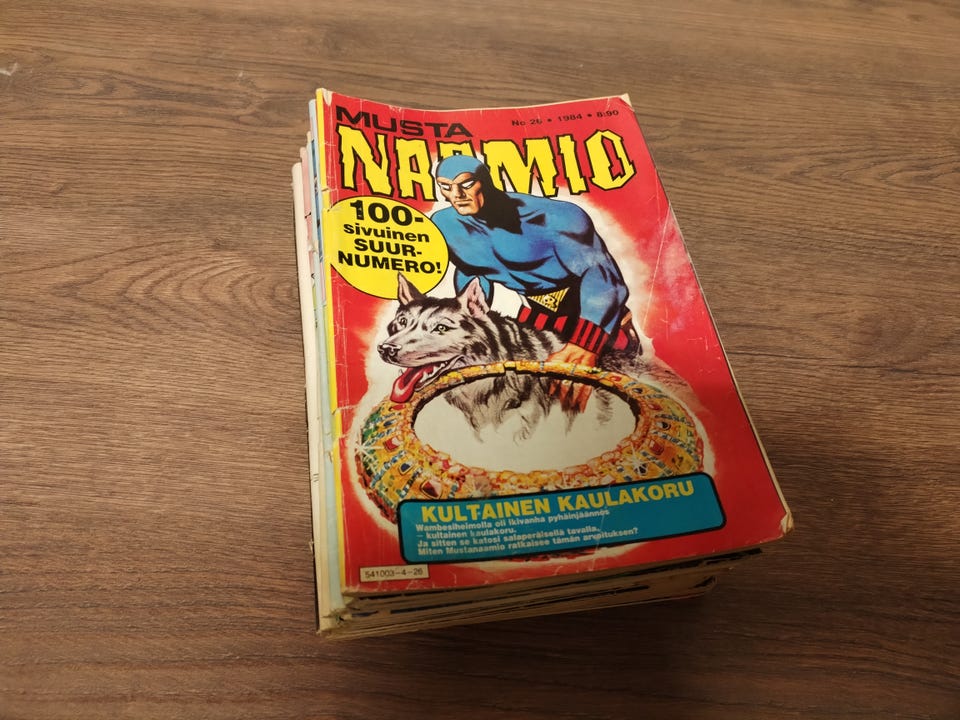 MUSTA
No 26 • 1984 • 8:90
NAAMIO
100-
sivuinen
SUUR-
NUMERO!
KULTAINEN KAULAKORU
Wambesiheimolla oli ikivanha pyhäinjäännös
– kultainen kaulakoru.
Ja sitten se katosi salaperäisellä tavalla.
Miten Mustanaamio ratkaisee tämän arvoituksen?
541003-4-26